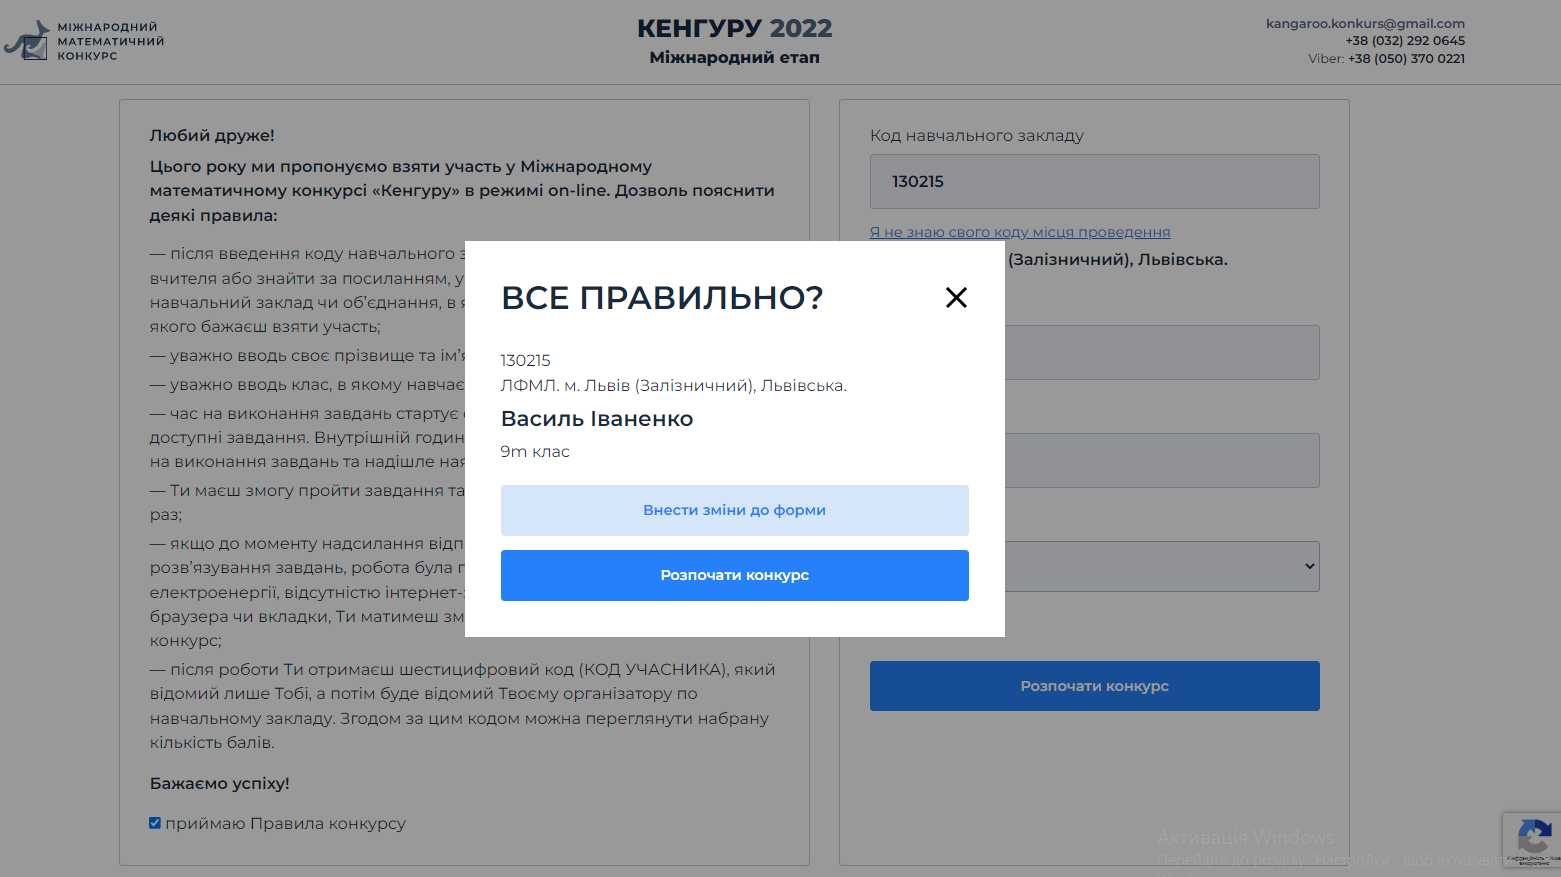 МІЖНАРОДНИЙ
МАТЕМАТИЧНИЙ
КОНКУРС
КЕНГУРУ 2022
Міжнародний етап
kangaroo.konkurs@gmail.com
+38 (032) 292 0645
Viber: +38 (050) 370 0221
Любий друже!
Цього року ми пропонуємо взяти участь у Міжнародному
математичному конкурсі «Кенгуру» в режимі on-line. Дозволь пояснити
деякі правила:
— після введення коду навчального
вчителя або знайти за посиланням,
навчальний заклад чи об’єднання, в
якого бажаєш взяти участь;
— уважно вводь своє прізвище та ім’я
— уважно вводь клас, в якому навчає
— час на виконання завдань стартує
доступні завдання. Внутрішній годин
на виконання завдань та надішле ная
— Ти маєш змогу пройти завдання та
раз;
— якщо до моменту надсилання відп
розв’язування завдань, робота була
електроенергії, відсутністю інтернет-
браузера чи вкладки, Ти матимеш зм
конкурс;
— після роботи Ти отримаєш шестицифровий код (КОД УЧАСНИКА), який
відомий лише Тобі, а потім буде відомий Твоєму організатору по
навчальному закладу. Згодом за цим кодом можна переглянути набрану
кількість балів.
Бажаємо успіху!
приймаю Правила конкурсу
Код навчального закладу
130215
Я не знаю свого коду місця проведення
(Залізничний), Львівська.
Розпочати конкурс
ВСЕ ПРАВИЛЬНО?
130215
ЛФМЛ. м. Львів (Залізничний), Львівська.
Василь Іваненко
9m клас
Внести зміни до форми
Розпочати конкурс
Активація Windows
Перейдіть до розділу "Настройки", щоб активувати